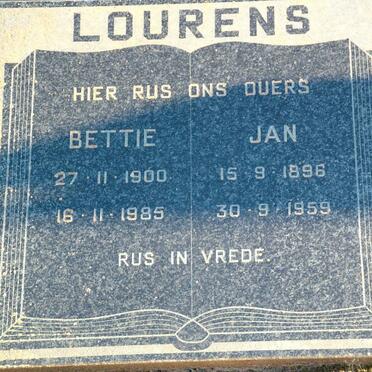 LOURENS
HIER RUS ONS OUERS
BETTIE JAN
27·11·1900 15·9·1896
16·11·1985 30·9·1959
RUS IN VREDE.